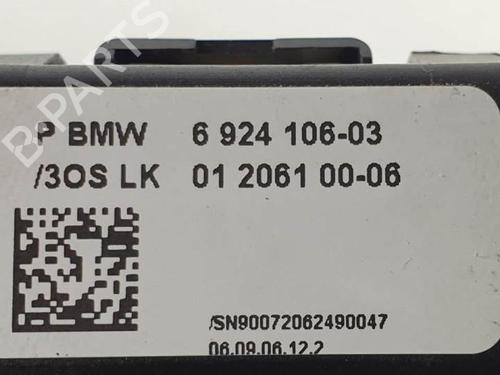 P BMW 6 924 106-03
/3OS LK 01 2061 00-06
/SN90072062490047
06.09.06.12.2
B-PARTS